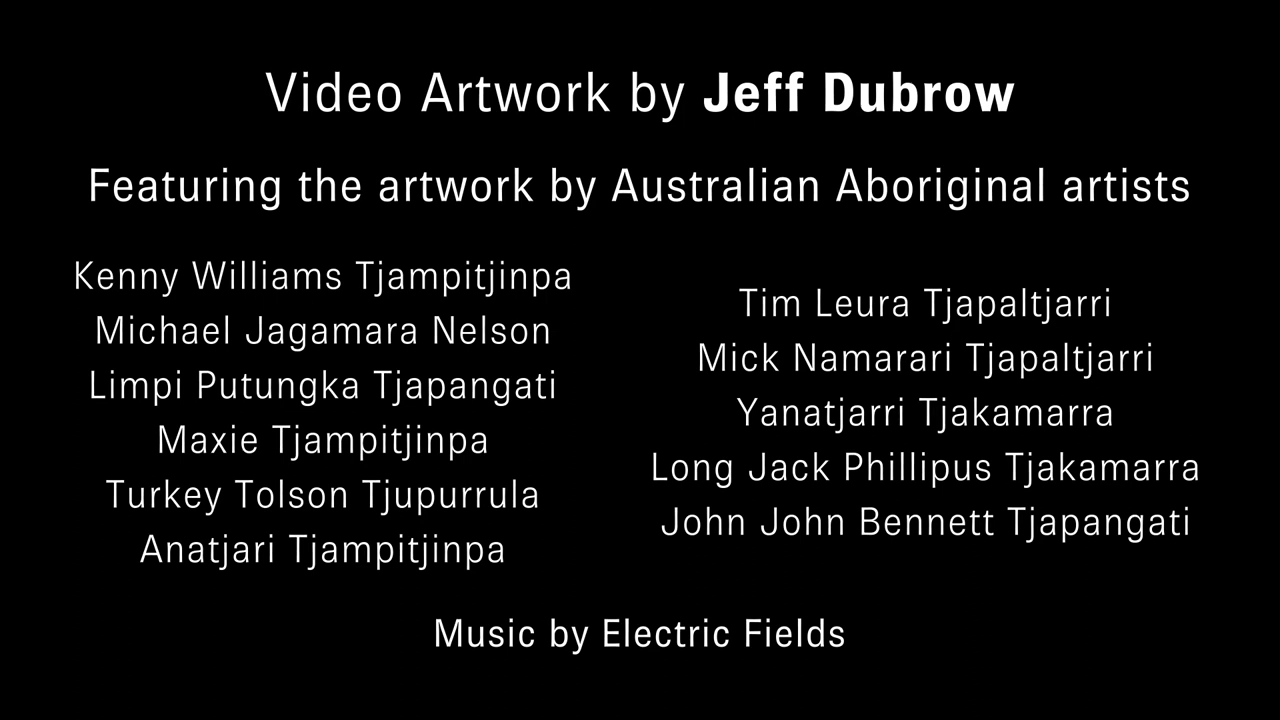 Video Artwork by Jeff Dubrow
Featuring the artwork by Australian Aboriginal artists
Kenny Williams Tjampitjinpa
Michael Jagamara Nelson
Limpi Putungka Tjapangati
Maxie Tjampitjinpa
Turkey Tolson Tjupurrula
Anatjari Tjampitjinpa
Tim Leura Tjapaltjarri
Mick Namarari Tjapaltjarri
Yanatjarri Tjakamarra
Long Jack Phillipus Tjakamarra
John John Bennett Tjapangati
Music by Electric Fields